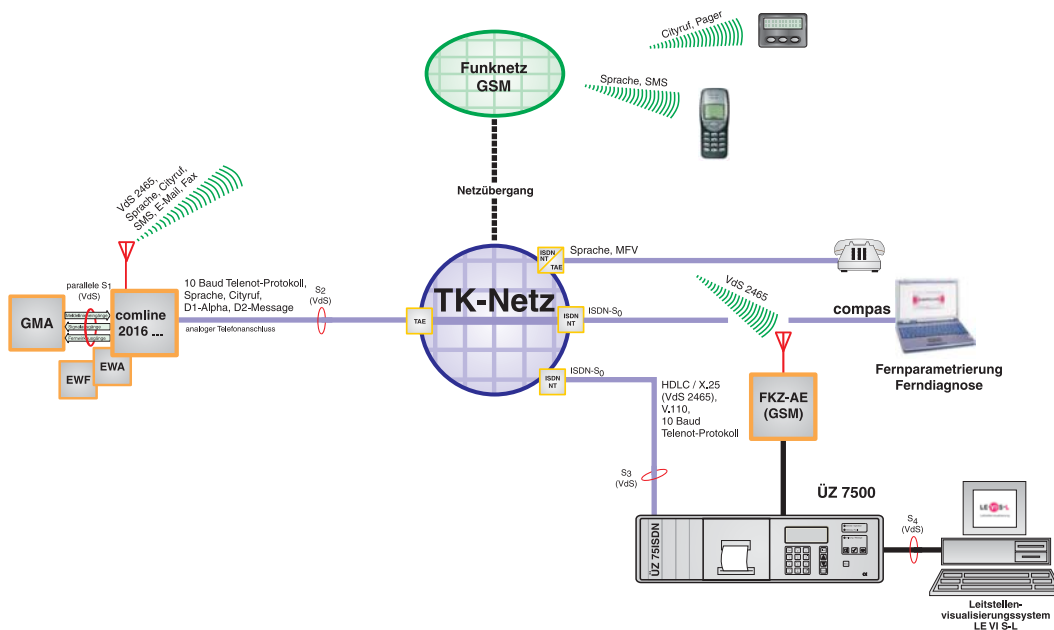 Cityruf, Pager
Funknetz
GSM
Sprache, SMS
Netzübergang
VdS 2465,
Sprache, Cityruf,
SMS, E-Mail, Fax
parallele S1
(VdS)
10 Baud Telenot-Protokoll,
Sprache, Cityruf,
D1-Alpha, D2-Message
analoger Telefonanschluss
S2
(VdS)
GMA
comline
2016 ...
EWA
EWF
TAE
TK-Netz
ISDN
NT
TAE
Sprache, MFV
ISDN
NT
ISDN-S0
VdS 2465
compas
Fernparametrierung
Ferndiagnose
ISDN
NT
ISDN-S0
HDLC / X.25
(VdS 2465),
V.110,
10 Baud
Telenot-Protokoll
FKZ-AE
(GSM)
S3
(VdS)
ÜZ 7500
ÜZ 75ISDN
S4
(VdS)
LE VI S-L
Leitstellen-
visualisierungssystem
LE VI S-L